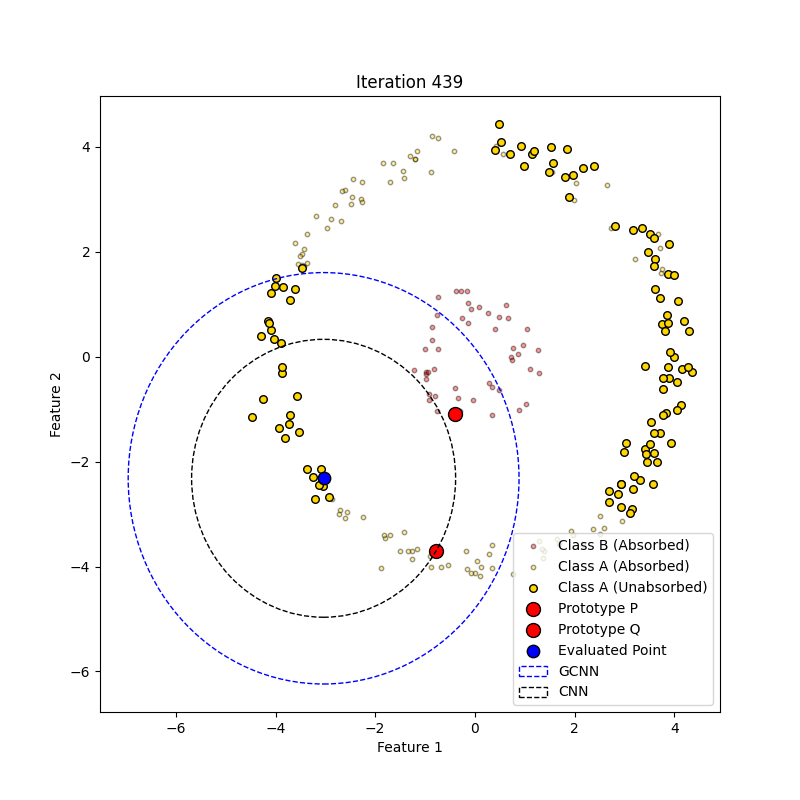 Iteration 439
Feature 2
4
2
0
−2
−4
−6
−6
−4
−2
0
2
4
Feature 1
Class B (Absorbed)
Class A (Absorbed)
Class A (Unabsorbed)
Prototype P
Prototype Q
Evaluated Point
GCNN
CNN